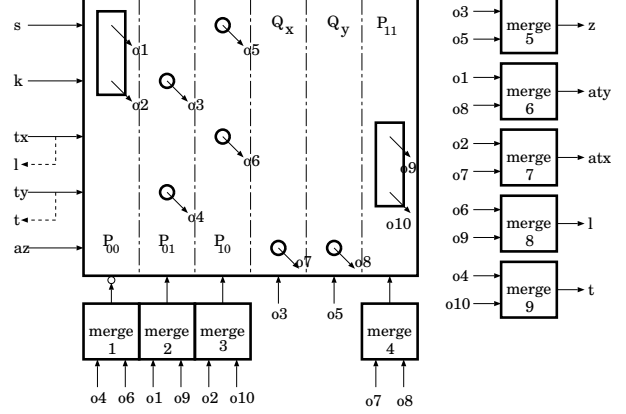 s
k
tx
l
ty
t
az
o1
o2
o3
o4
o5
o6
o7
o8
o9
o10
Q_x
Q_y
P_11
P_00
P_01
P_10
o3
o5
merge
1
merge
2
merge
3
merge
4
o4 o6 o1 o9 o2 o10
o7 o8
o3
o5
merge
5
z
o1
o8
merge
6
aty
o2
o7
merge
7
atx
o6
o9
merge
8
l
o4
o10
merge
9
t